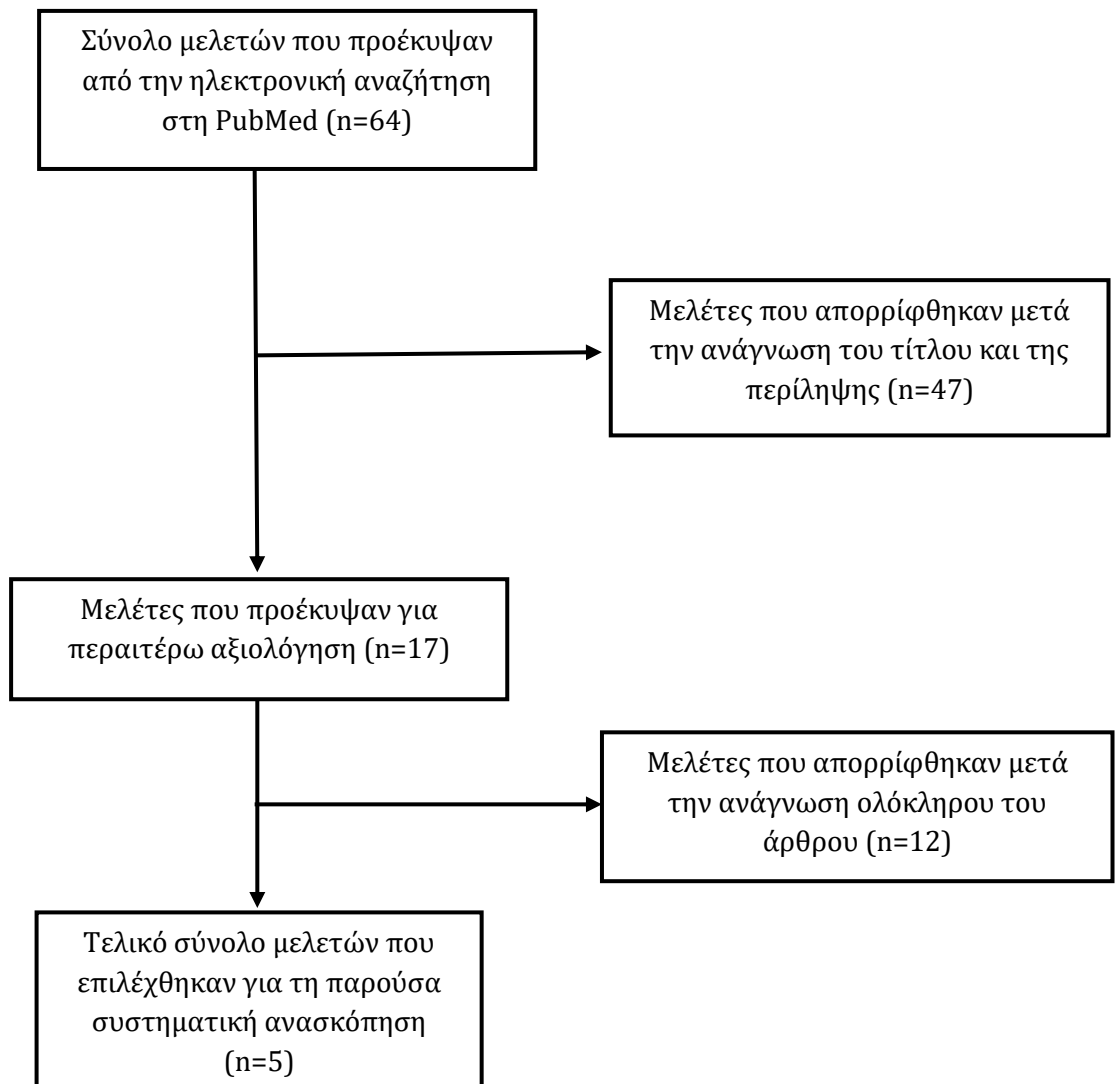 Σύνολο μελετών που προέκυψαν
από την ηλεκτρονική αναζήτηση
στη PubMed (n=64)
Μελέτες που απορρίφθηκαν μετά
την ανάγνωση του τίτλου και της
περίληψης (n=47)
Μελέτες που προέκυψαν για
περαιτέρω αξιολόγηση (n=17)
Μελέτες που απορρίφθηκαν μετά
την ανάγνωση ολόκληρου του
άρθρου (n=12)
Τελικό σύνολο μελετών που
επιλέχθηκαν για τη παρούσα
συστηματική ανασκόπηση
(n=5)